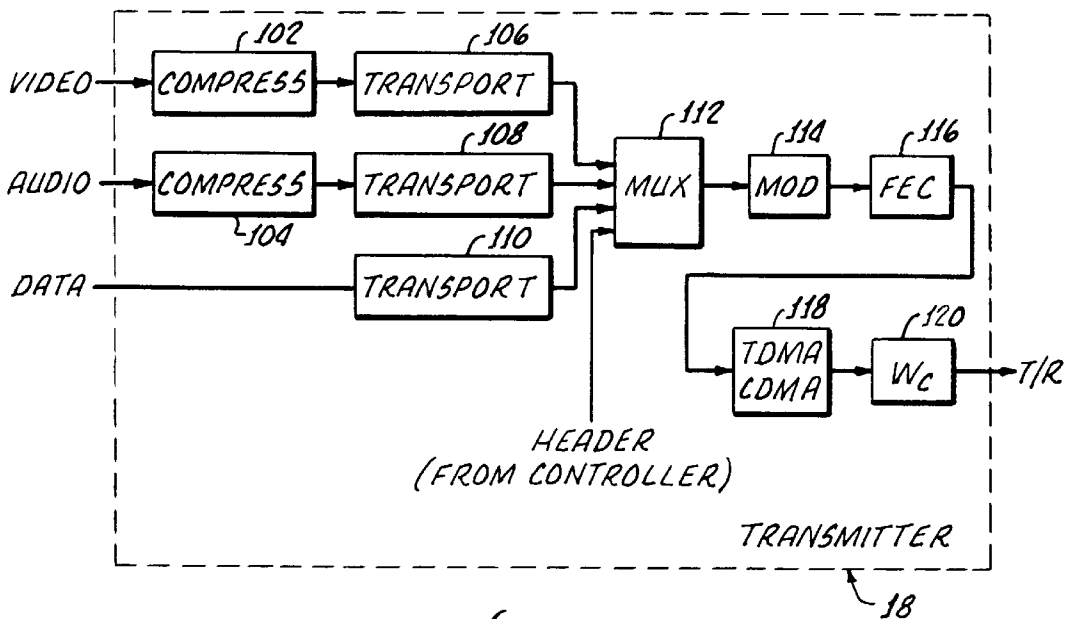 102
106
VIDEO
COMPRESS
TRANSPORT
112
114
116
108
AUDIO
COMPRESS
TRANSPORT
MUX
MOD
FEC
104
110
DATA
TRANSPORT
118
120
TDMA
CDMA
WC
T/R
HEADER
(FROM CONTROLLER)
TRANSMITTER
18